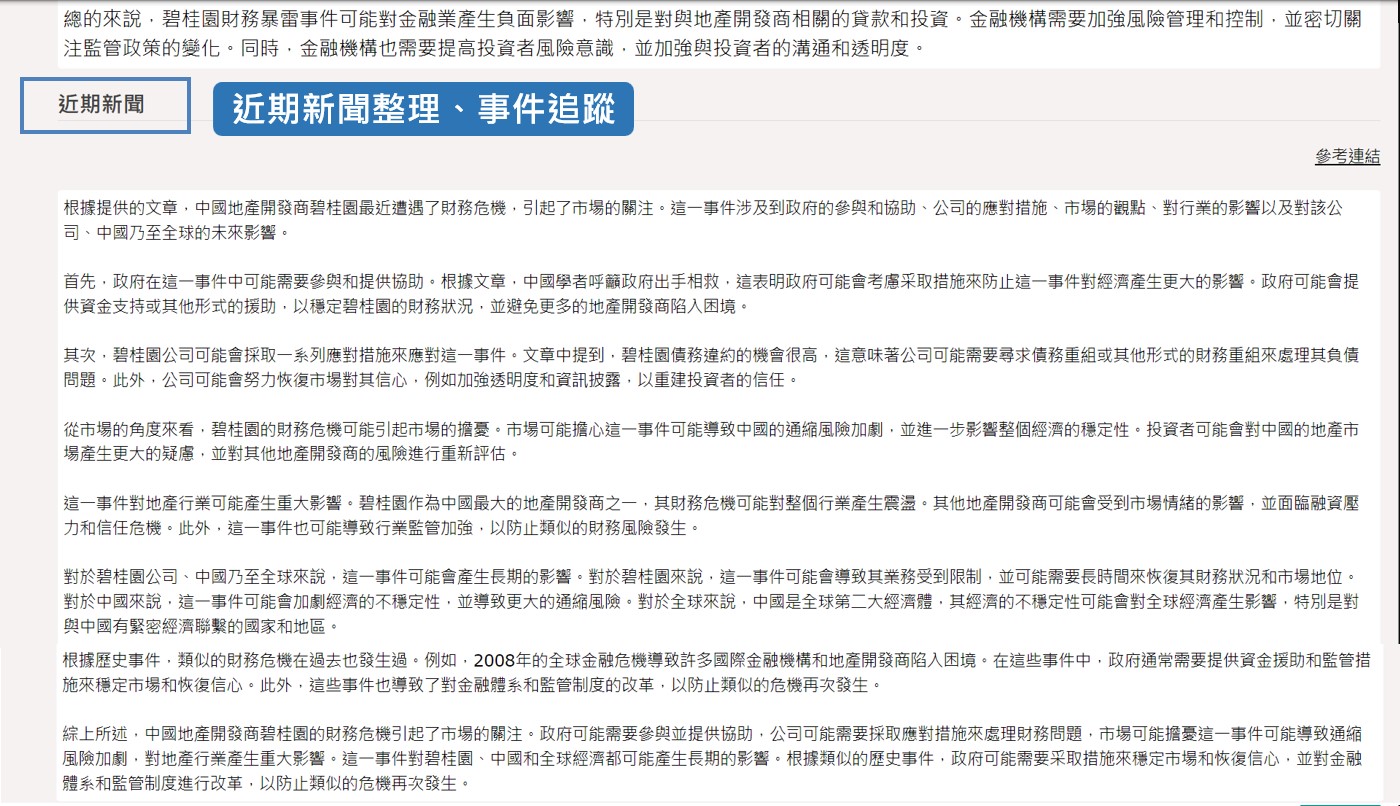 總的來說，碧桂園財務暴雷事件可能對金融業產生負面影響，特別是對與地產開發商相關的貸款和投資。金融機構需要加強風險管理和控制，並密切關
注監管政策的變化。同時，金融機構也需要提高投資者風險意識，並加強與投資者的溝通和透明度。
近期新聞
近期新聞整理、事件追蹤
參考連結
根據提供的文章，中國地產開發商碧桂園最近遭遇了財務危機，引起了市場的關注。這一事件涉及到政府的參與和協助、公司的應對措施、市場的觀點、對行業的影響以及對該公
司、中國乃至全球的未來影響。
首先，政府在這一事件中可能需要參與和提供協助。根據文章，中國學者呼籲政府出手相救，這表明政府可能會考慮采取措施來防止這一事件對經濟產生更大的影響。政府可能會提
供資金支持或其他形式的援助，以穩定碧桂園的財務狀況，並避免更多的地產開發商陷入困境。
其次，碧桂園公司可能會採取一系列應對措施來應對這一事件。文章中提到，碧桂園債務違約的機會很高，這意味著公司可能需要尋求債務重組或其他形式的財務重組來處理其負債
問題。此外，公司可能會努力恢復市場對其信心，例如加強透明度和資訊披露，以重建投資者的信任。
從市場的角度來看，碧桂園的財務危機可能引起市場的擔憂。市場可能擔心這一事件可能導致中國的通縮風險加劇，並進一步影響整個經濟的穩定性。投資者可能會對中國的地產市
場產生更大的疑慮，並對其他地產開發商的風險進行重新評估。
這一事件對地產行業可能產生重大影響。碧桂園作為中國最大的地產開發商之一，其財務危機可能對整個行業產生震盪。其他地產開發商可能會受到市場情緒的影響，並面臨融資壓
力和信任危機。此外，這一事件也可能導致行業監管加強，以防止類似的財務風險發生。
對於碧桂園公司、中國乃至全球來說，這一事件可能會產生長期的影響。對於碧桂園來說，這一事件可能會導致其業務受到限制，並可能需要長時間來恢復其財務狀況和市場地位。
對於中國來說，這一事件可能會加劇經濟的不穩定性，並導致更大的通縮風險。對於全球來說，中國是全球第二大經濟體，其經濟的不穩定性可能會對全球經濟產生影響，特別是對
與中國有緊密經濟聯繫的國家和地區。
根據歷史事件，類似的財務危機在過去也發生過。例如，2008年的全球金融危機導致許多國際金融機構和地產開發商陷入困境。在這些事件中，政府通常需要提供資金援助和監管措
施來穩定市場和恢復信心。此外，這些事件也導致了對金融體系和監管制度的改革，以防止類似的危機再次發生。
綜上所述，中國地產開發商碧桂園的財務危機引起了市場的關注。政府可能需要參與並提供協助，公司可能需要採取應對措施來處理財務問題，市場可能擔憂這一事件可能導致通縮
風險加劇，對地產行業產生重大影響。這一事件對碧桂園、中國和全球經濟都可能產生長期的影響。根據類似的歷史事件，政府可能需要采取措施來穩定市場和恢復信心，並對金融
體系和監管制度進行改革，以防止類似的危機再次發生。